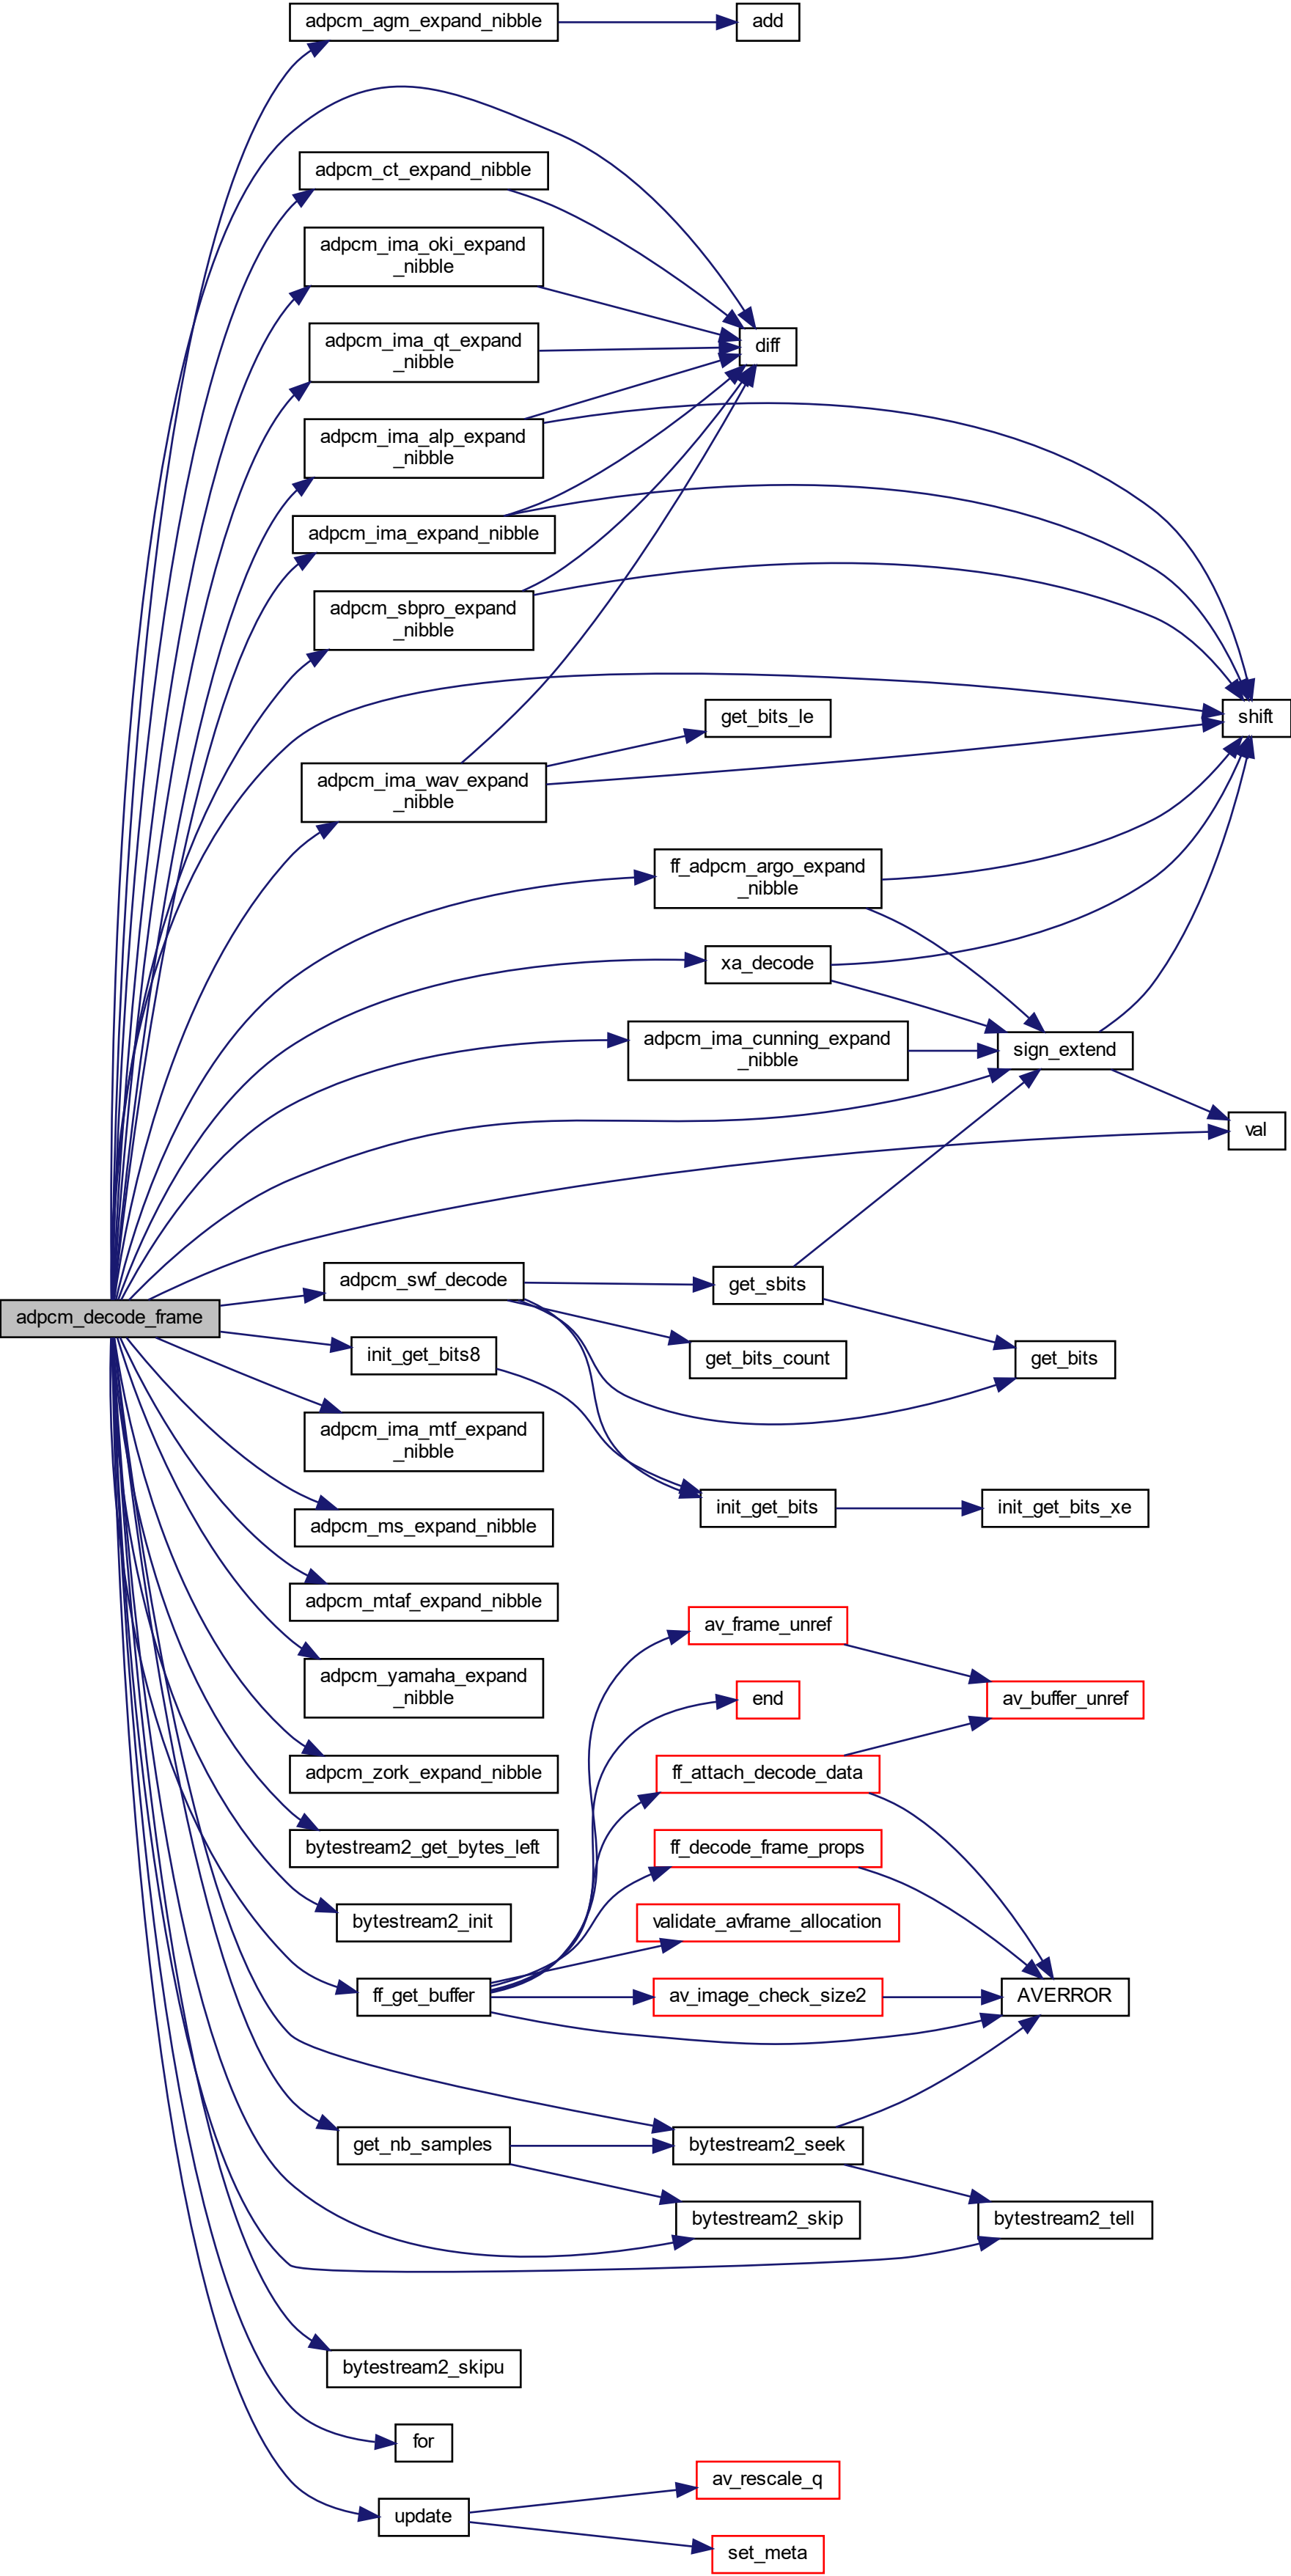 adpcm_agm_expand_nibble
add
adpcm_ct_expand_nibble
adpcm_ima_oki_expand
_nibble
adpcm_ima_qt_expand
_nibble
diff
adpcm_ima_alp_expand
_nibble
adpcm_ima_expand_nibble
adpcm_sbpro_expand
_nibble
get_bits_le
shift
adpcm_ima_wav_expand
_nibble
ff_adpcm_argo_expand
_nibble
xa_decode
adpcm_ima_cunning_expand
_nibble
sign_extend
val
adpcm_swf_decode
get_sbits
adpcm_decode_frame
init_get_bits8
get_bits_count
get_bits
adpcm_ima_mtf_expand
_nibble
adpcm_ms_expand_nibble
init_get_bits
init_get_bits_xe
adpcm_mtaf_expand_nibble
av_frame_unref
adpcm_yamaha_expand
_nibble
end
av_buffer_unref
adpcm_zork_expand_nibble
ff_attach_decode_data
bytestream2_get_bytes_left
ff_decode_frame_props
bytestream2_init
validate_avframe_allocation
ff_get_buffer
av_image_check_size2
AVERROR
get_nb_samples
bytestream2_seek
bytestream2_skip
bytestream2_tell
bytestream2_skipu
for
av_rescale_q
update
set_meta